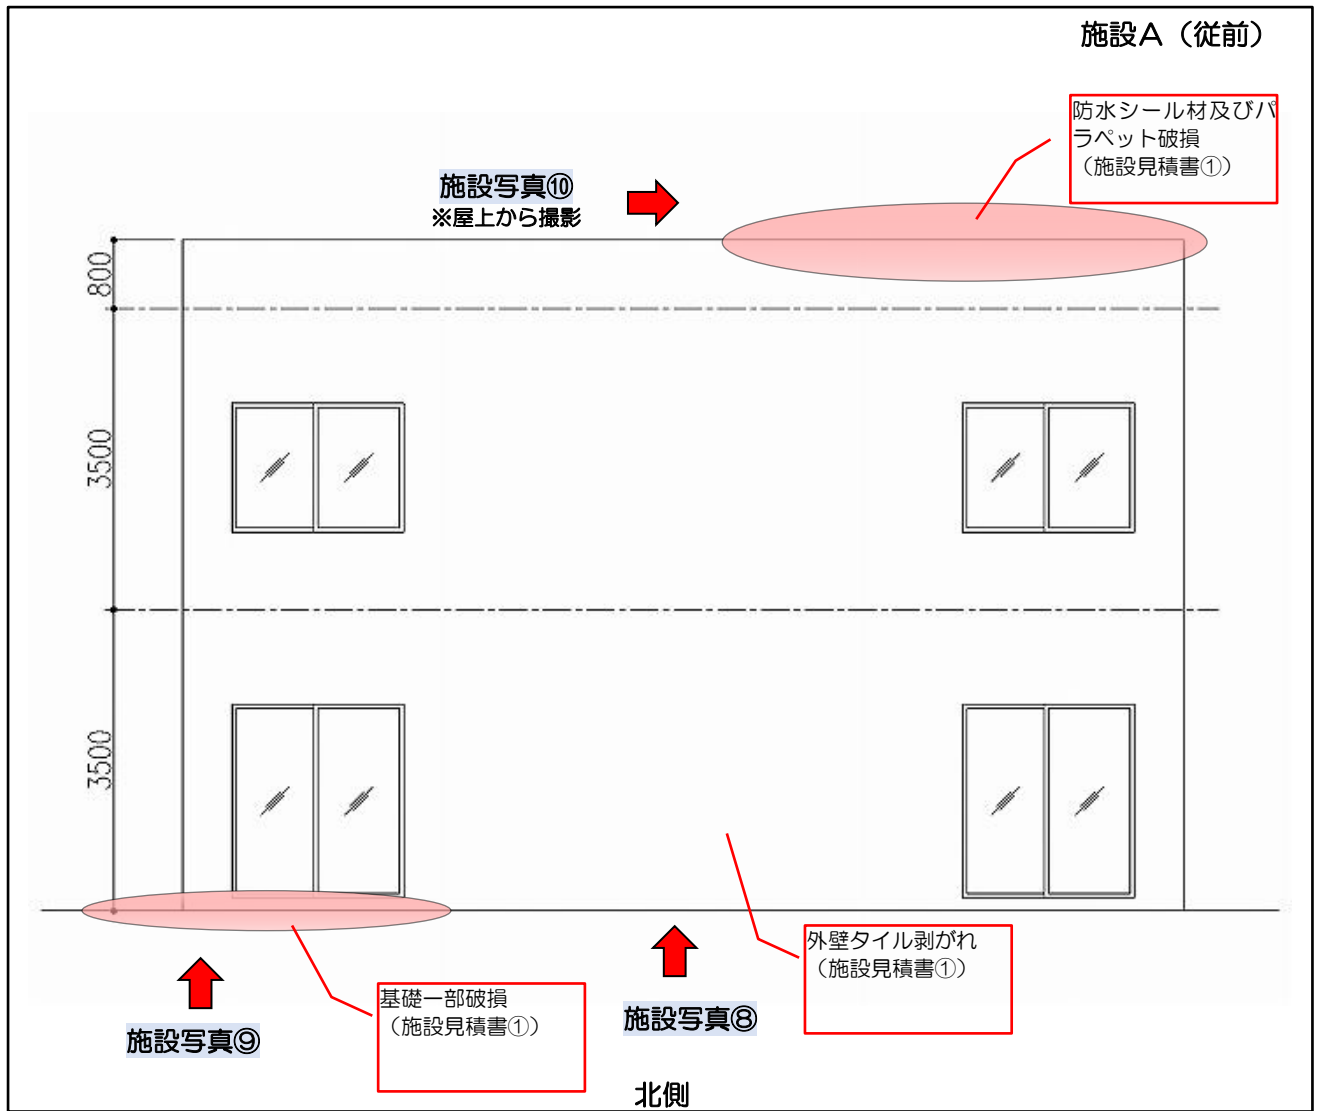 施設A（従前）
防水シール材及びパ
ラペット破損
（施設見積書①）
施設写真⑩
※屋上から撮影
800
3500
3500
外壁タイル剥がれ
（施設見積書①）
基礎一部破損
（施設見積書①）
施設写真⑧
施設写真⑨
北側